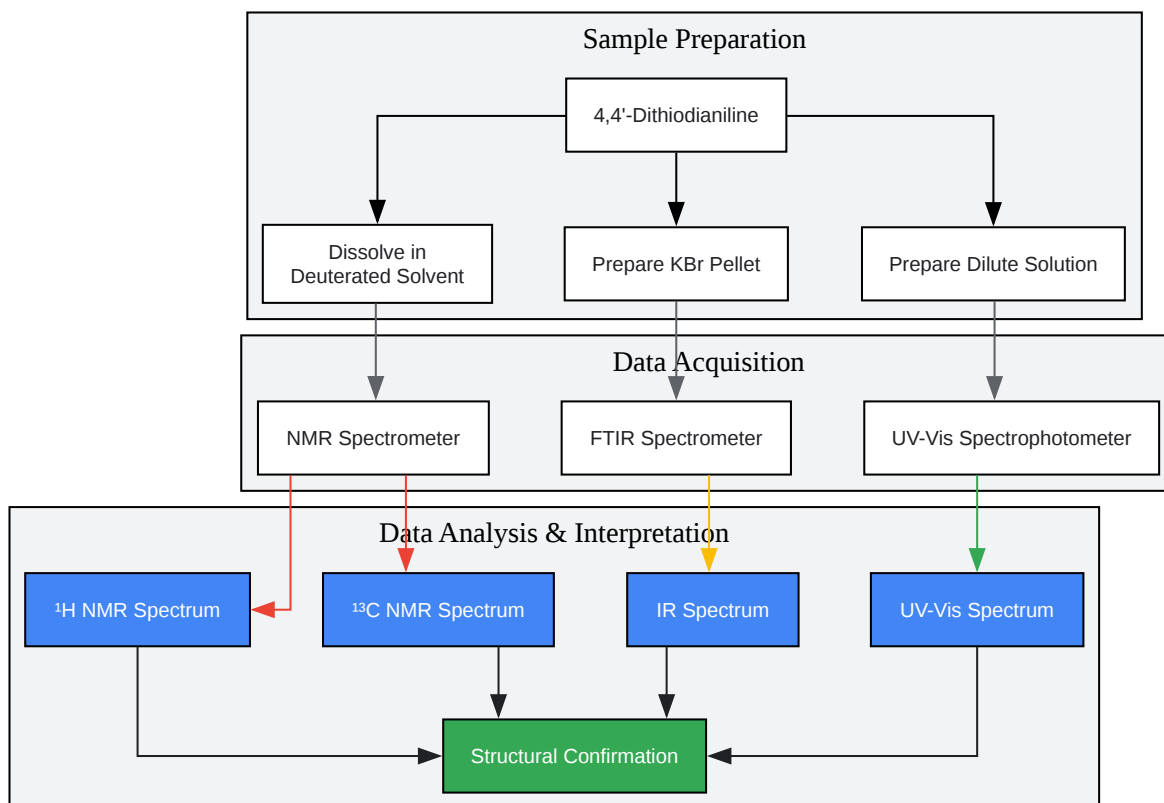 Sample Preparation
4,4'-Dithiodianiline
Dissolve in
Deuterated Solvent
Prepare KBr Pellet
Prepare Dilute Solution
Data Acquisition
NMR Spectrometer
FTIR Spectrometer
UV-Vis Spectrophotometer
Data Analysis & Interpretation
¹H NMR Spectrum
¹³C NMR Spectrum
IR Spectrum
UV-Vis Spectrum
Structural Confirmation